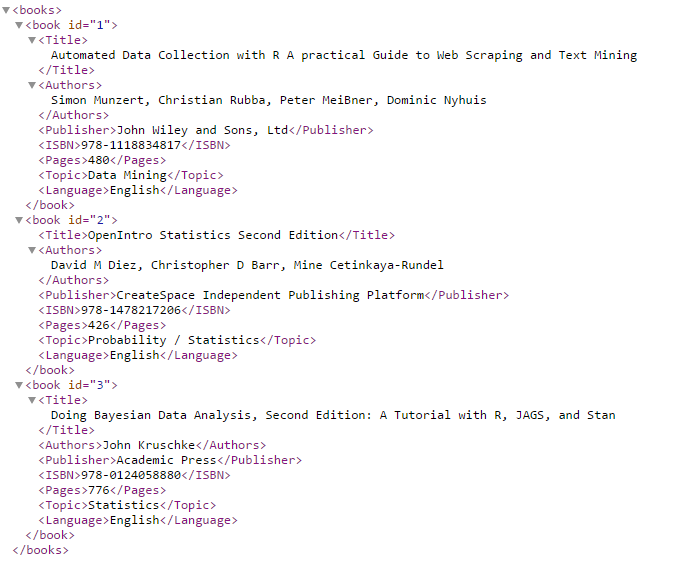 <books>
<book id="1">
<Title>
Automated Data Collection with R A practical Guide to Web Scraping and Text Mining
</Title>
<Authors>
Simon Munzert, Christian Rubba, Peter MeiBner, Dominic Nyhuis
</Authors>
<Publisher>John Wiley and Sons, Ltd</Publisher>
<ISBN>978-1118834817</ISBN>
<Pages>480</Pages>
<Topic>Data Mining</Topic>
<Language>English</Language>
</book>
<book id="2">
<Title>OpenIntro Statistics Second Edition</Title>
<Authors>
David M Diez, Christopher D Barr, Mine Cetinkaya-Rundel
</Authors>
<Publisher>CreateSpace Independent Publishing Platform</Publisher>
<ISBN>978-1478217206</ISBN>
<Pages>426</Pages>
<Topic>Probability / Statistics</Topic>
<Language>English</Language>
</book>
<book id="3">
<Title>
Doing Bayesian Data Analysis, Second Edition: A Tutorial with R, JAGS, and Stan
</Title>
<Authors>John Kruschke</Authors>
<Publisher>Academic Press</Publisher>
<ISBN>978-0124058880</ISBN>
<Pages>776</Pages>
<Topic>Statistics</Topic>
<Language>English</Language>
</book>
</books>